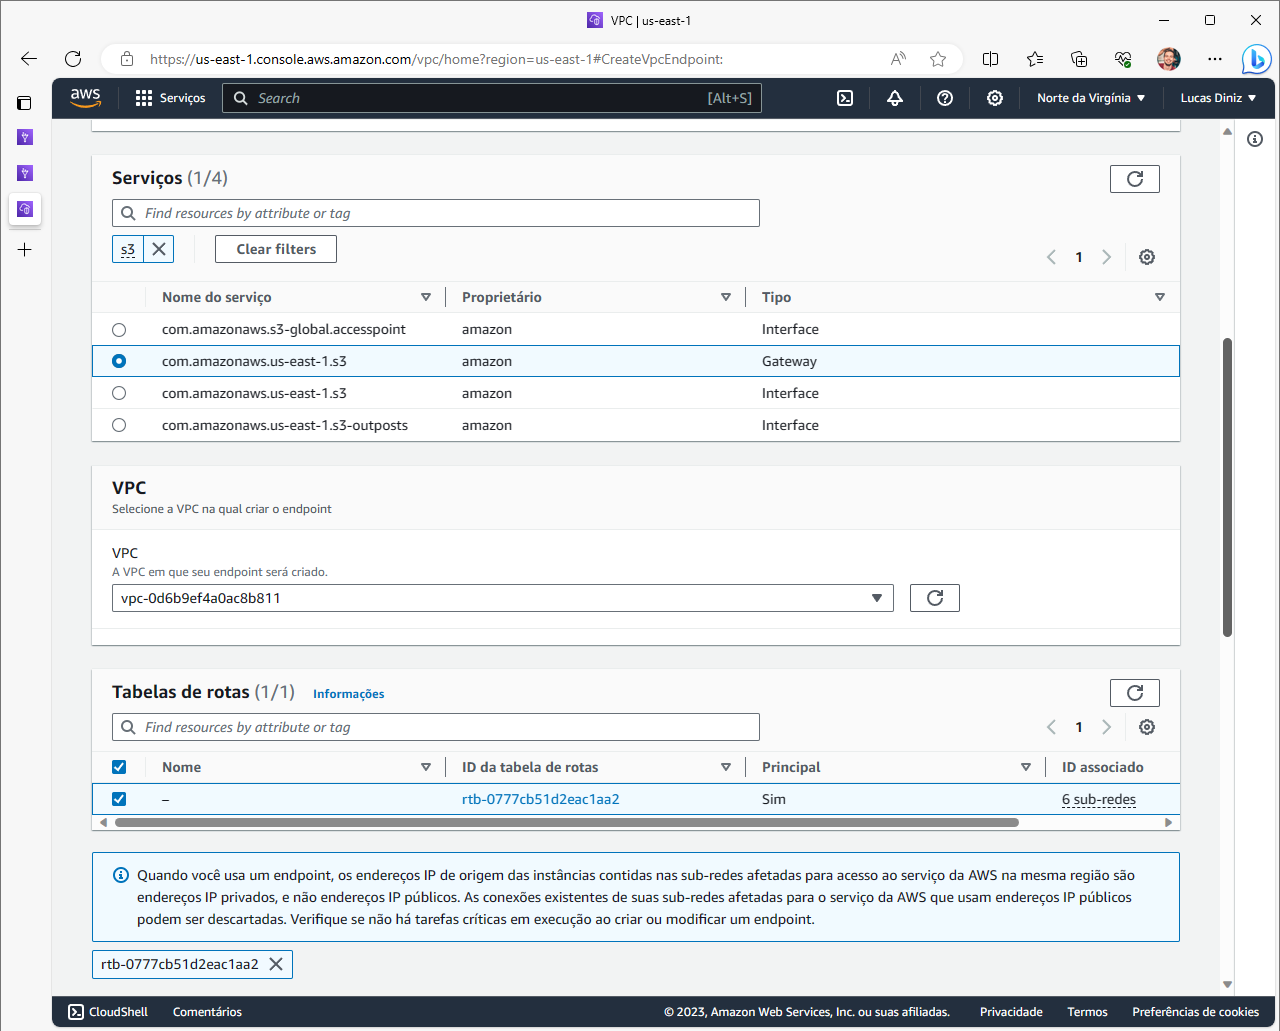 VPC | us-east-1
https://us-east-1.console.aws.amazon.com/vpc/home?region=us-east-1#CreateVpcEndpoint:
aws
Serviços
Search
[Alt+S]
Norte da Virgínia
Lucas Diniz
Serviços (1/4)
Find resources by attribute or tag
s3
Clear filters
1
Nome do serviço Proprietário Tipo
com.amazonaws.s3-global.accesspoint amazon Interface
com.amazonaws.us-east-1.s3 amazon Gateway
com.amazonaws.us-east-1.s3 amazon Interface
com.amazonaws.us-east-1.s3-outposts amazon Interface
VPC
Selecione a VPC na qual criar o endpoint
VPC
A VPC em que seu endpoint será criado.
vpc-0d6b9ef4a0ac8b811
Tabelas de rotas (1/1) Informações
Find resources by attribute or tag
1
Nome ID da tabela de rotas Principal ID associado
– rtb-0777cb51d2eac1aa2 Sim 6 sub-redes
Quando você usa um endpoint, os endereços IP de origem das instâncias contidas nas sub-redes afetadas para acesso ao serviço da AWS na mesma região são
endereços IP privados, e não endereços IP públicos. As conexões existentes de suas sub-redes afetadas para o serviço da AWS que usam endereços IP públicos
podem ser descartadas. Verifique se não há tarefas críticas em execução ao criar ou modificar um endpoint.
rtb-0777cb51d2eac1aa2
CloudShell Comentários © 2023, Amazon Web Services, Inc. ou suas afiliadas. Privacidade Termos Preferências de cookies